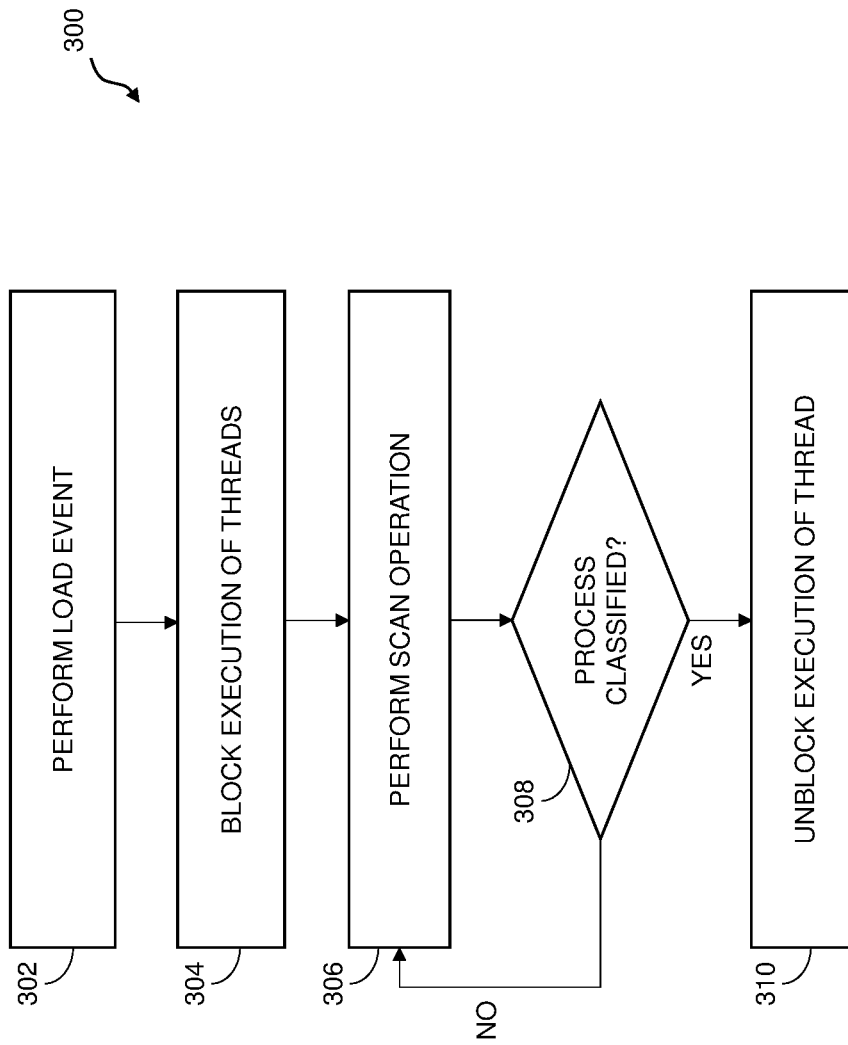 300
302
PERFORM LOAD EVENT
304
BLOCK EXECUTION OF THREADS
306
PERFORM SCAN OPERATION
308
PROCESS
CLASSIFIED?
NO
YES
310
UNBLOCK EXECUTION OF THREAD